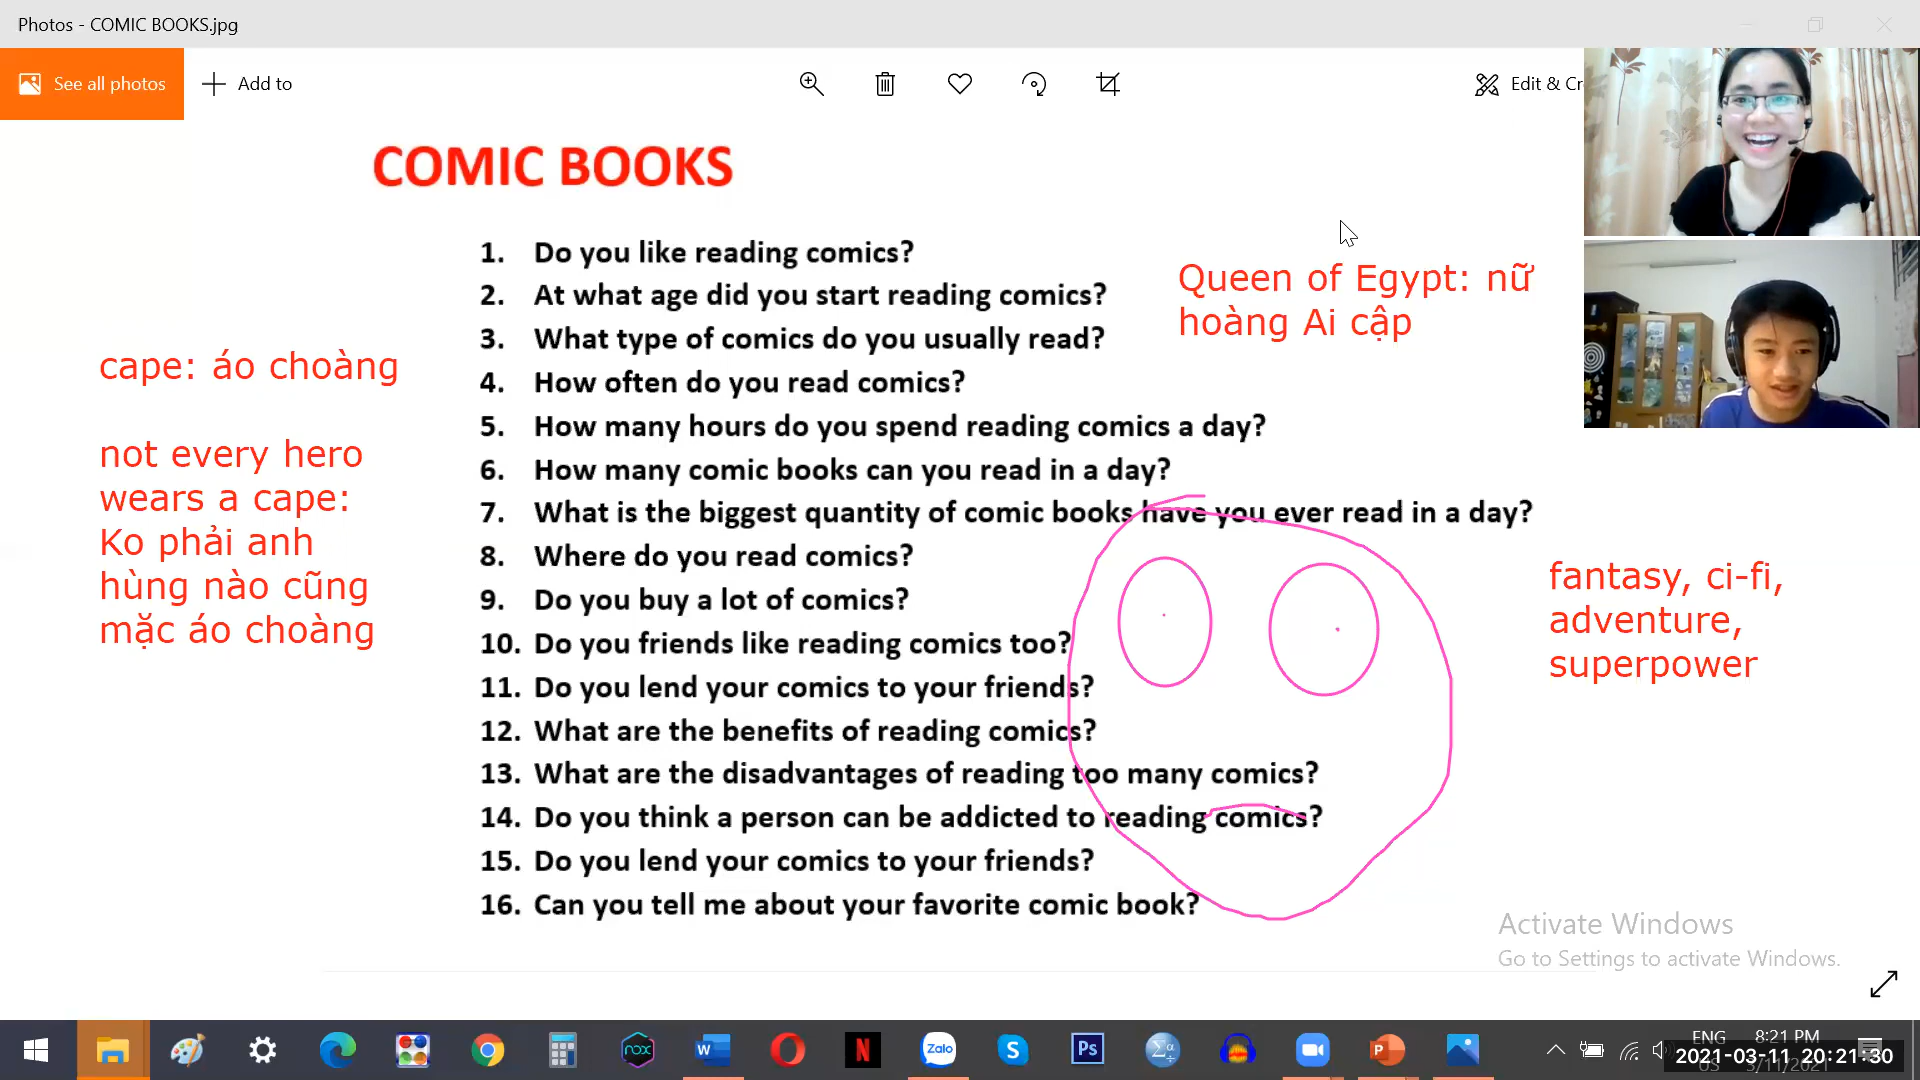 Photos - COMIC BOOKS.jpg
See all photos
Add to
Edit & Cr
COMIC BOOKS
1. Do you like reading comics?
2. At what age did you start reading comics?
3. What type of comics do you usually read?
4. How often do you read comics?
5. How many hours do you spend reading comics a day?
6. How many comic books can you read in a day?
7. What is the biggest quantity of comic books have you ever read in a day?
8. Where do you read comics?
9. Do you buy a lot of comics?
10. Do you friends like reading comics too?
11. Do you lend your comics to your friends?
12. What are the benefits of reading comics?
13. What are the disadvantages of reading too many comics?
14. Do you think a person can be addicted to reading comics?
15. Do you lend your comics to your friends?
16. Can you tell me about your favorite comic book?
cape: áo choàng
not every hero
wears a cape:
Ko phải anh
hùng nào cũng
mặc áo choàng
Queen of Egypt: nữ
hoàng Ai cập
fantasy, ci-fi,
adventure,
superpower
Activate Windows
Go to Settings to activate Windows.
nox
W
N
Zalo
S
Ps
Σα
P
ENG
8:21 PM
2021-03-11 20:21:30